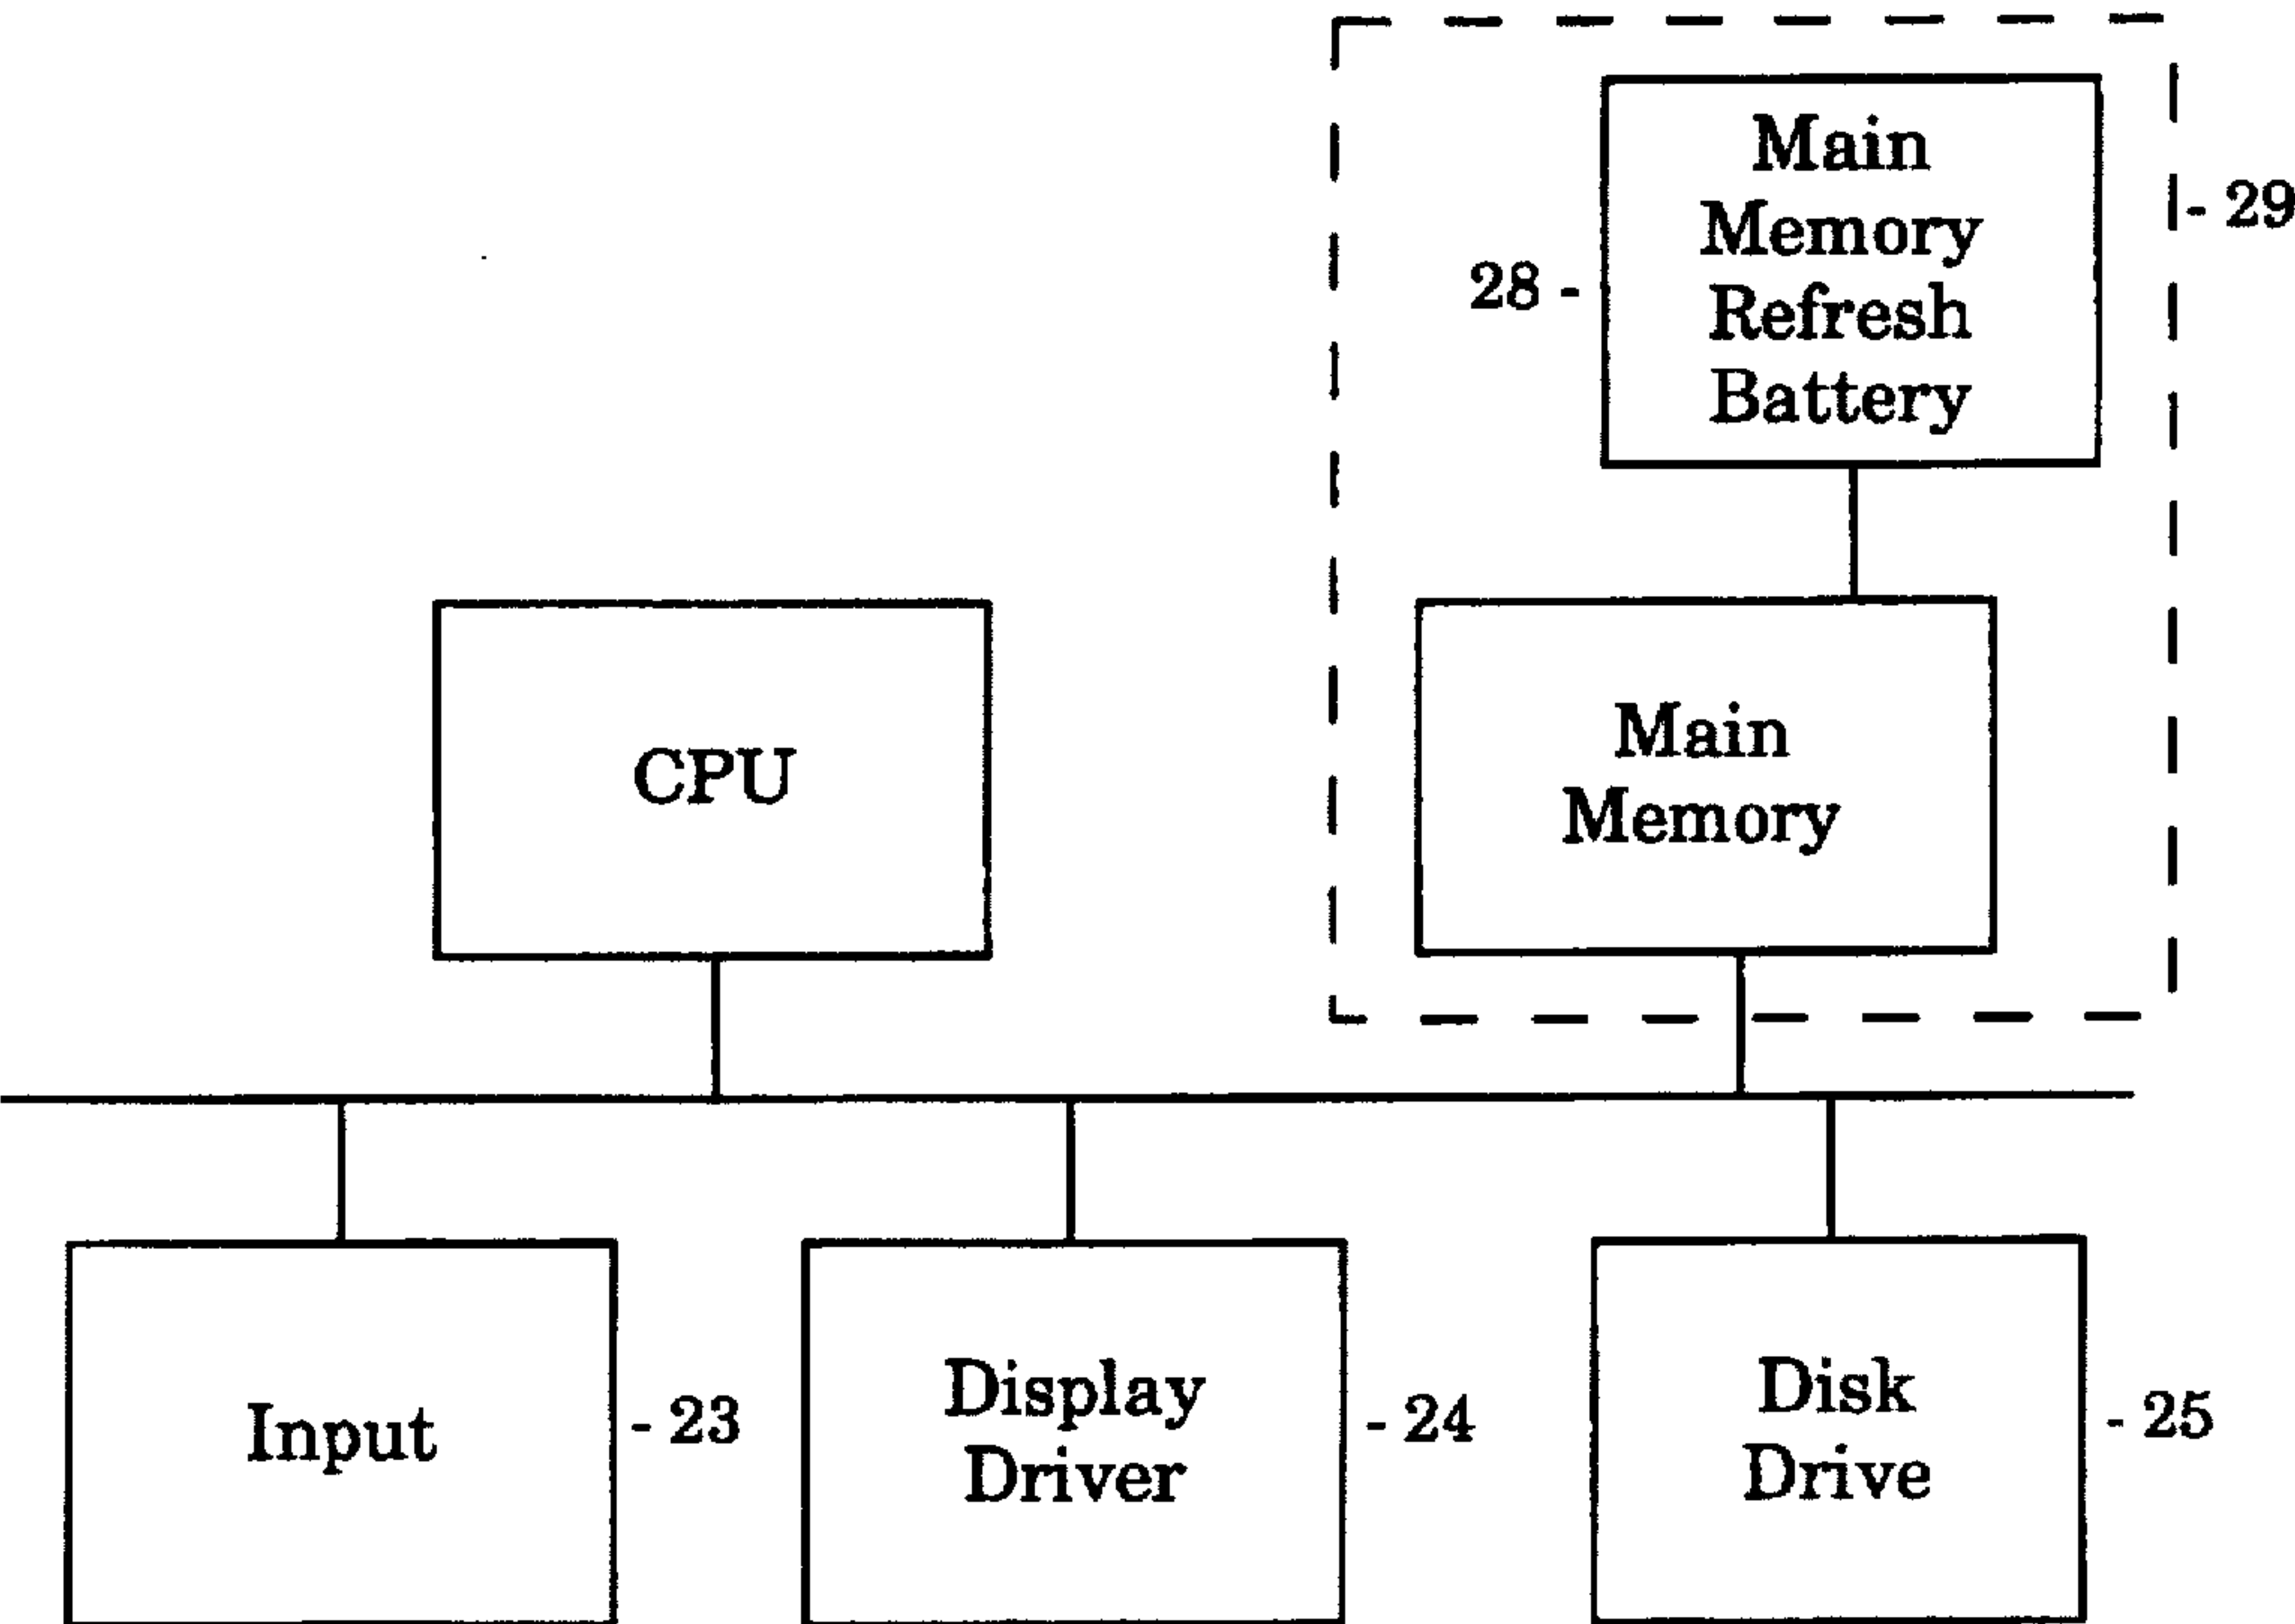 Main
Memory
Refresh
Battery
28 -
- 29
CPU
Main
Memory
Input
- 23
Display
Driver
- 24
Disk
Drive
- 25